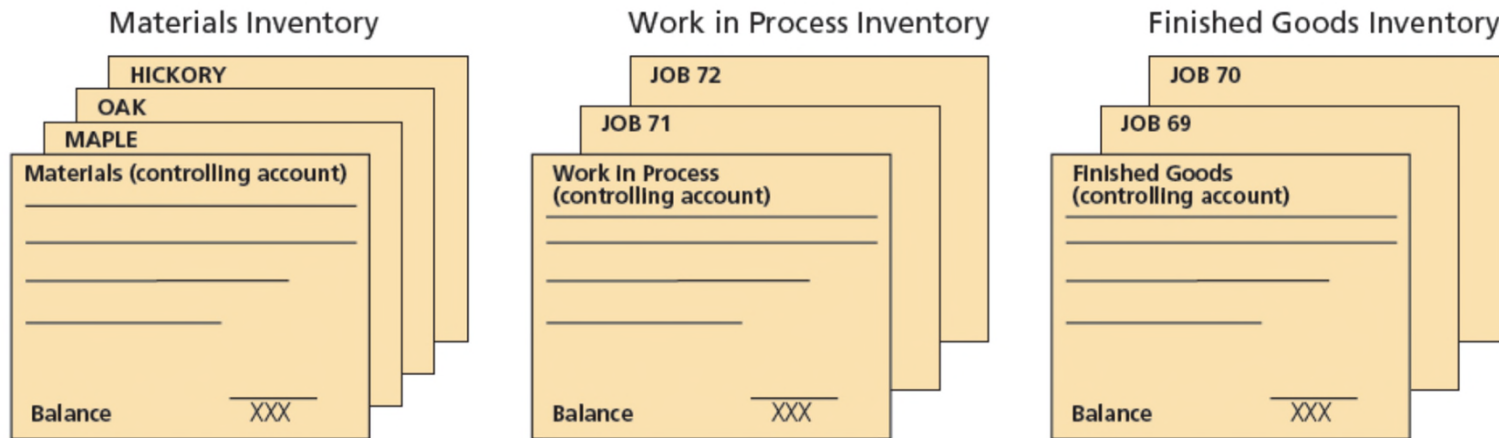 Materials Inventory
HICKORY
OAK
MAPLE
Materials (controlling account)
Balance
XXX
Work in Process Inventory
JOB 72
JOB 71
Work in Process
(controlling account)
Balance
XXX
Finished Goods Inventory
JOB 70
JOB 69
Finished Goods
(controlling account)
Balance
XXX